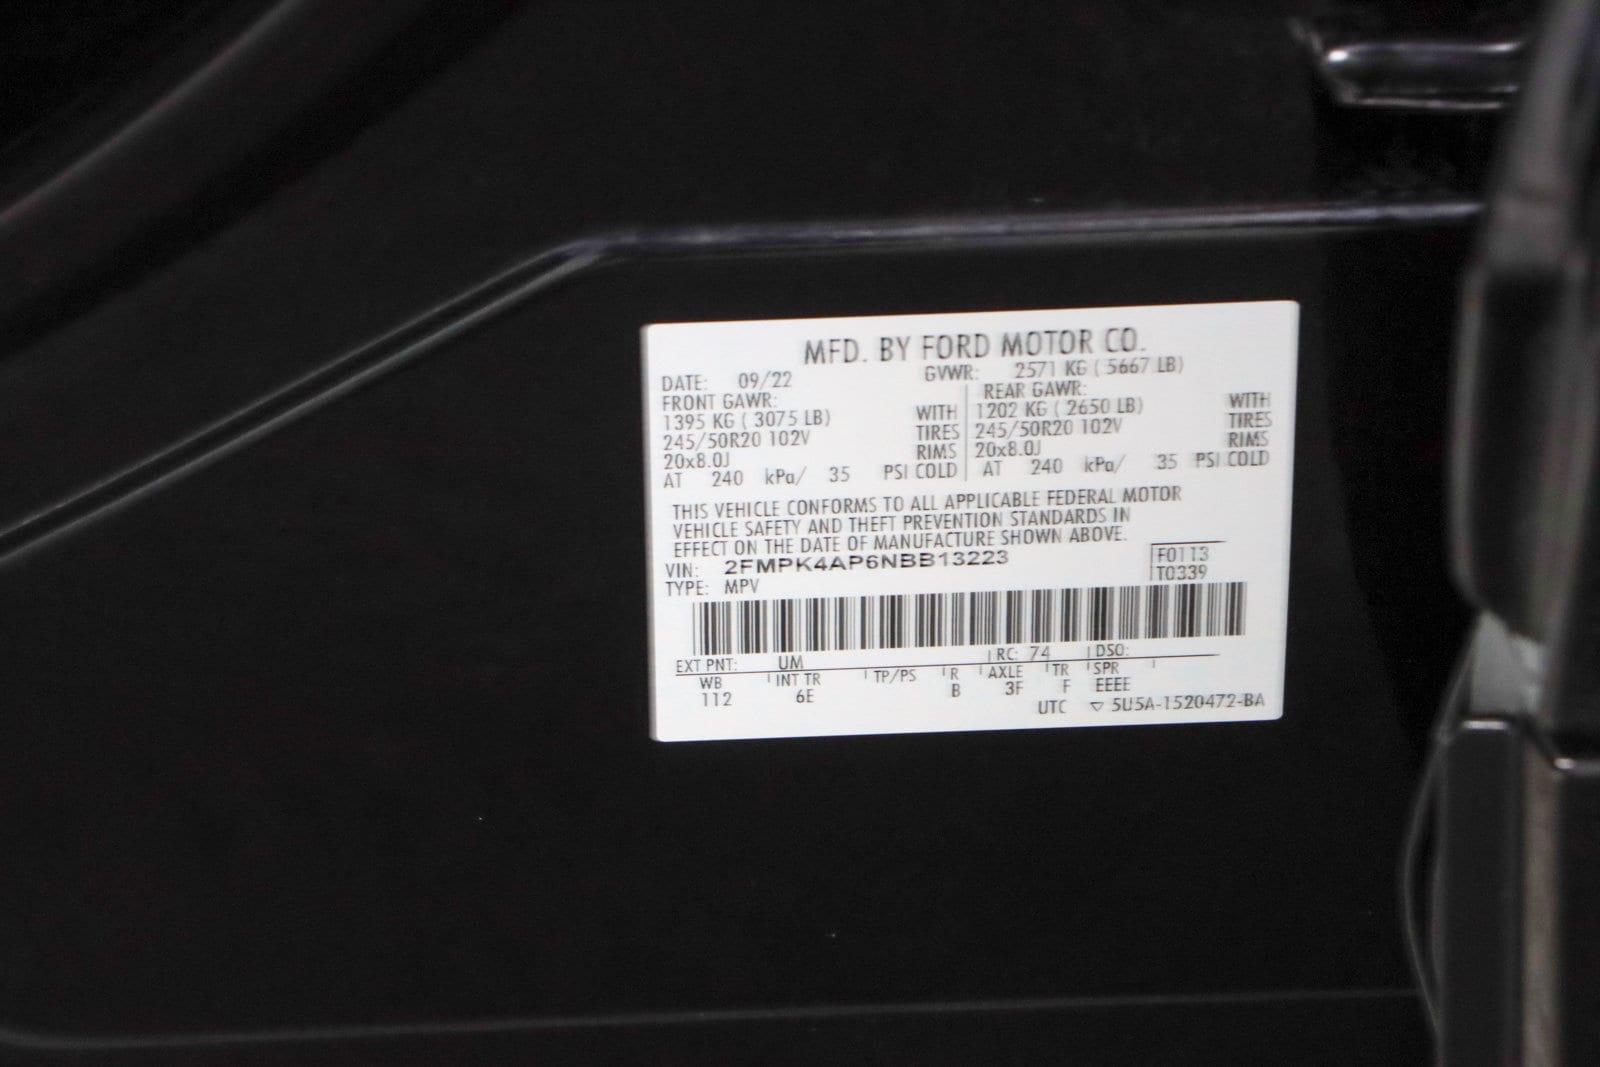 MFD. BY FORD MOTOR CO.
DATE: 09/22 GVWR: 2571 KG ( 5667 LB)
FRONT GAWR: REAR GAWR:
1395 KG ( 3075 LB) WITH 1202 KG ( 2650 LB) WITH
245/50R20 102V TIRES 245/50R20 102V TIRES
20x8.0J RIMS 20x8.0J RIMS
AT 240 kPa/ 35 PSI COLD AT 240 kPa/ 35 PSI COLD
THIS VEHICLE CONFORMS TO ALL APPLICABLE FEDERAL MOTOR
VEHICLE SAFETY AND THEFT PREVENTION STANDARDS IN
EFFECT ON THE DATE OF MANUFACTURE SHOWN ABOVE.
VIN: 2FMPK4AP6NBB13223 F0113
TYPE: MPV T0339
EXT PNT: UM RC: 74 DSO:
WB INT TR TP/PS R AXLE TR SPR
112 6E B 3F F EEEE
UTC ▽ 5U5A-1520472-BA